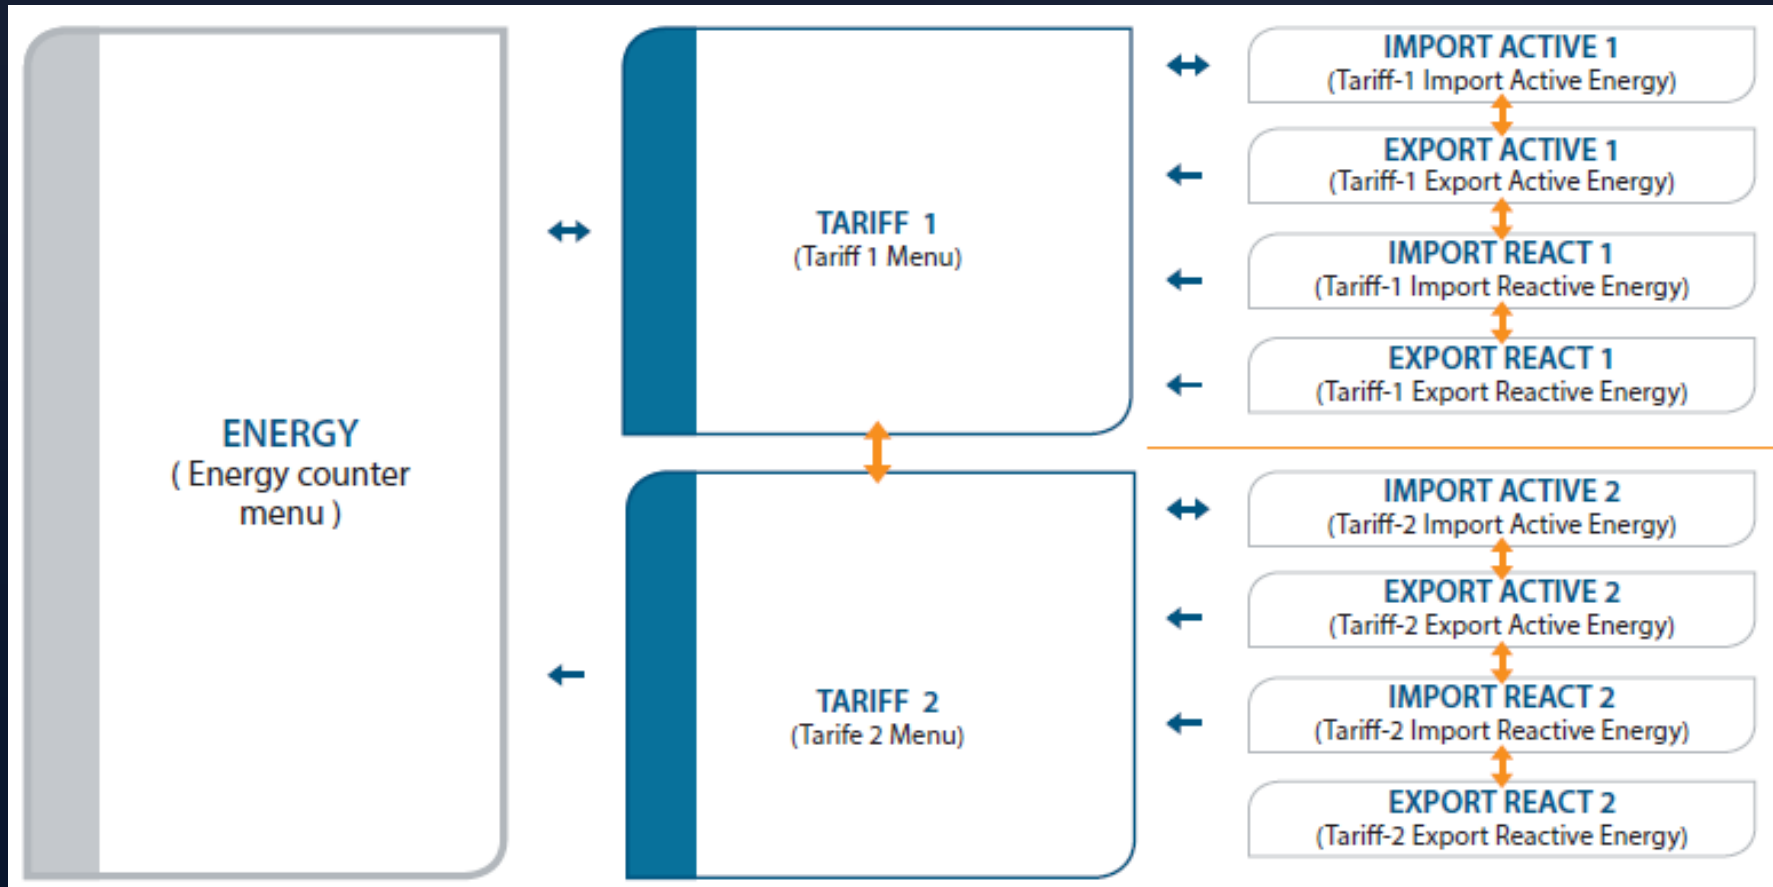 ENERGY
( Energy counter
menu )
TARIFF 1
(Tariff 1 Menu)
IMPORT ACTIVE 1
(Tariff-1 Import Active Energy)
EXPORT ACTIVE 1
(Tariff-1 Export Active Energy)
IMPORT REACT 1
(Tariff-1 Import Reactive Energy)
EXPORT REACT 1
(Tariff-1 Export Reactive Energy)
TARIFF 2
(Tarife 2 Menu)
IMPORT ACTIVE 2
(Tariff-2 Import Active Energy)
EXPORT ACTIVE 2
(Tariff-2 Export Active Energy)
IMPORT REACT 2
(Tariff-2 Import Reactive Energy)
EXPORT REACT 2
(Tariff-2 Export Reactive Energy)